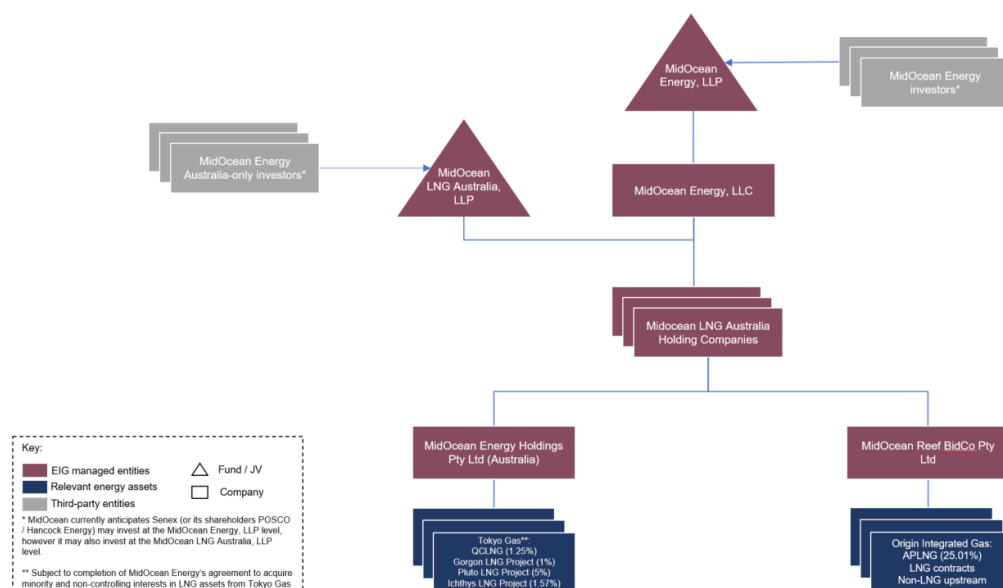 MidOcean
Energy, LLP
MidOcean Energy
investors*
MidOcean Energy
Australia-only investors*
MidOcean
LNG Australia,
LLP
MidOcean Energy, LLC
Midocean LNG Australia
Holding Companies
MidOcean Energy Holdings
Pty Ltd (Australia)
MidOcean Reef BidCo Pty
Ltd
Tokyo Gas**:
QCLNG (1.25%)
Gorgon LNG Project (1%)
Pluto LNG Project (5%)
Ichthys LNG Project (1.57%)
Origin Integrated Gas:
APLNG (25.01%)
LNG contracts
Non-LNG upstream
Key:
EIG managed entities
Fund / JV
Relevant energy assets
Company
Third-party entities
* MidOcean currently anticipates Senex (or its shareholders POSCO
/ Hancock Energy) may invest at the MidOcean Energy, LLP level,
however it may also invest at the MidOcean LNG Australia, LLP
level.
** Subject to completion of MidOcean Energy's agreement to acquire
minority and non-controlling interests in LNG assets from Tokyo Gas